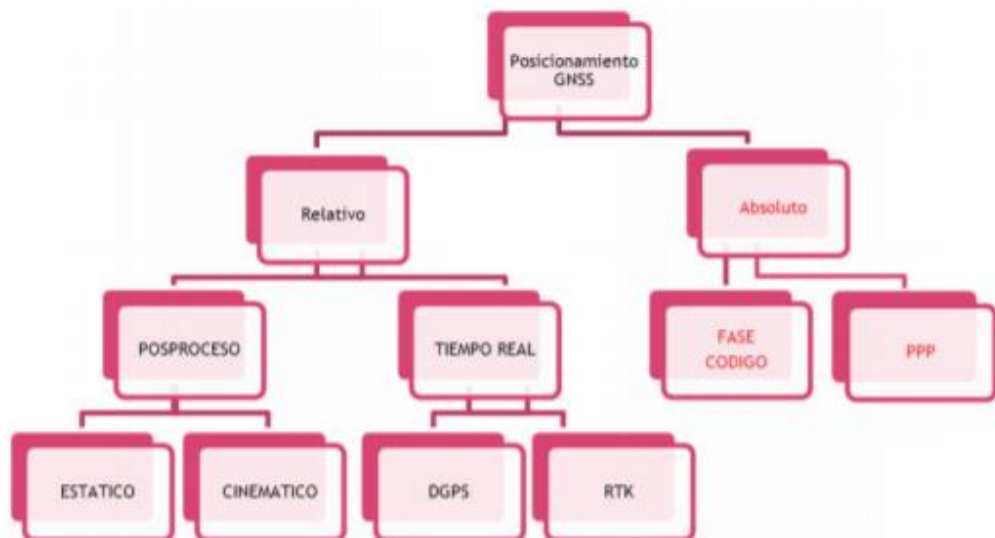 Posicionamiento
GNSS
Relativo
Absoluto
POSPROCESO
TIEMPO REAL
FASE
CODIGO
PPP
ESTATICO
CINEMATICO
DGPS
RTK